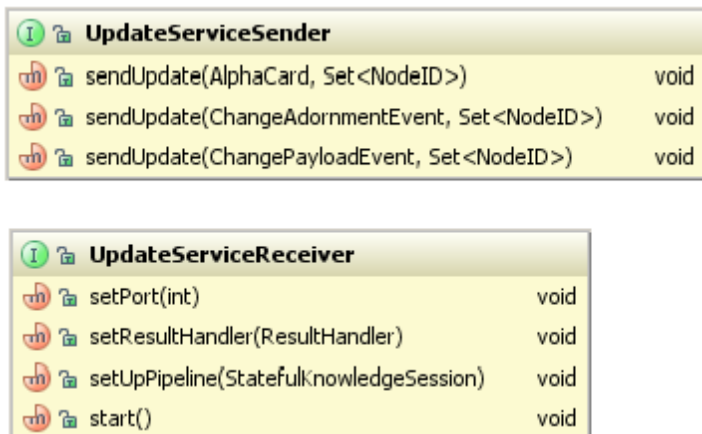 I UpdateServiceSender
m sendUpdate(AlphaCard, Set<NodeID>) void
m sendUpdate(ChangeAdornmentEvent, Set<NodeID>) void
m sendUpdate(ChangePayloadEvent, Set<NodeID>) void
I UpdateServiceReceiver
m setPort(int) void
m setResultHandler(ResultHandler) void
m setUpPipeline(StatefulKnowledgeSession) void
m start() void